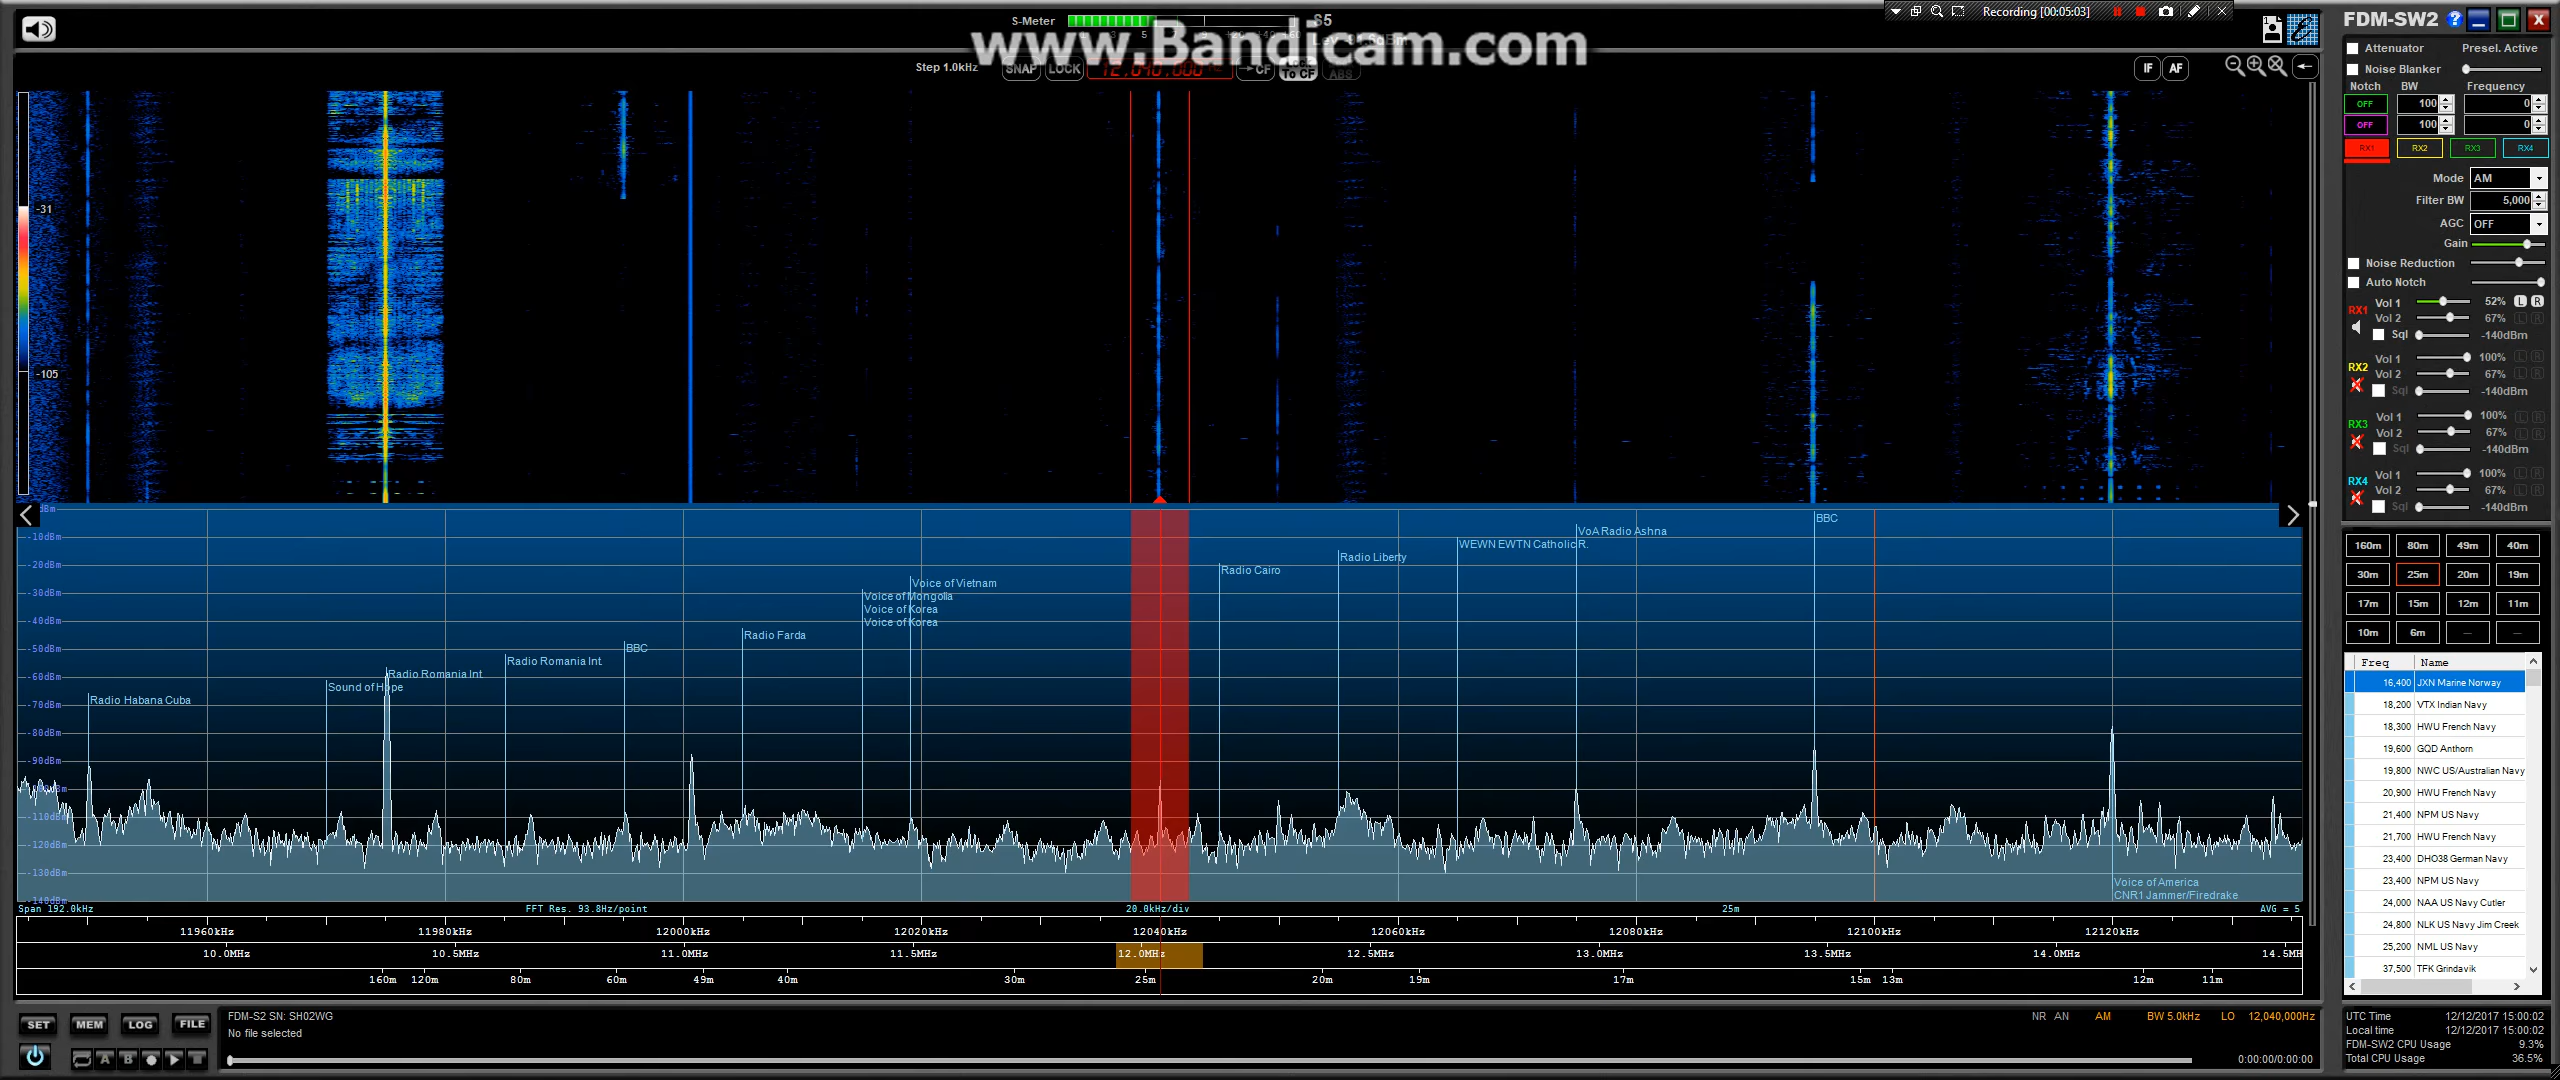 S-Meter
S5
www.Bandicam.com
Recording [00:05:03]
FDM-SW2
Step 1.0kHz
SNAP
LOCK
12.040.000
→CF
To CF
ABS
IF
AF
Attenuator
Presel. Active
Noise Blanker
Notch
BW
Frequency
OFF
100
0
OFF
100
0
RX1
RX2
RX3
RX4
Mode
AM
Filter BW
5,000
AGC
OFF
Gain
Noise Reduction
Auto Notch
RX1
Vol 1
52%
L
R
Vol 2
67%
L
R
Sql
-140dBm
RX2
Vol 1
100%
L
R
Vol 2
67%
L
R
Sql
-140dBm
RX3
Vol 1
100%
L
R
Vol 2
67%
L
R
Sql
-140dBm
RX4
Vol 1
100%
L
R
Vol 2
67%
L
R
Sql
-140dBm
-31
-105
-10dBm
-20dBm
-30dBm
-40dBm
-50dBm
-60dBm
-70dBm
-80dBm
-90dBm
-110dBm
-120dBm
-130dBm
-140dBm
BBC
VoA Radio Ashna
WEWN EWTN Catholic R.
Radio Liberty
Radio Cairo
Voice of Vietnam
Voice of Mongolia
Voice of Korea
Voice of Korea
Radio Farda
BBC
Radio Romania Int.
Radio Romania Int.
Sound of Hope
Radio Habana Cuba
Voice of America
CNR1 Jammer/Firedrake
Span 192.0kHz
FFT Res. 93.8Hz/point
20.0kHz/div
25m
AVG = 5
11960kHz
11980kHz
12000kHz
12020kHz
12040kHz
12060kHz
12080kHz
12100kHz
12120kHz
10.0MHz
10.5MHz
11.0MHz
11.5MHz
12.0MHz
12.5MHz
13.0MHz
13.5MHz
14.0MHz
14.5MH
160m
120m
80m
60m
49m
40m
30m
25m
20m
19m
17m
15m
13m
12m
11m
160m
80m
49m
40m
30m
25m
20m
19m
17m
15m
12m
11m
10m
6m
Freq
Name
16,400 JXN Marine Norway
18,200 VTX Indian Navy
18,300 HWU French Navy
19,600 GQD Anthorn
19,800 NWC US/Australian Navy
20,900 HWU French Navy
21,400 NPM US Navy
21,700 HWU French Navy
23,400 DHO38 German Navy
23,400 NPM US Navy
24,000 NAA US Navy Cutler
24,800 NLK US Navy Jim Creek
25,200 NML US Navy
37,500 TFK Grindavik
SET
MEM
LOG
FILE
A
B
FDM-S2 SN: SH02WG
No file selected
NR
AN
AM
BW 5.0kHz
LO
12,040,000Hz
0:00:00/0:00:00
UTC Time
12/12/2017 15:00:02
Local time
12/12/2017 15:00:02
FDM-SW2 CPU Usage
9.3%
Total CPU Usage
36.5%